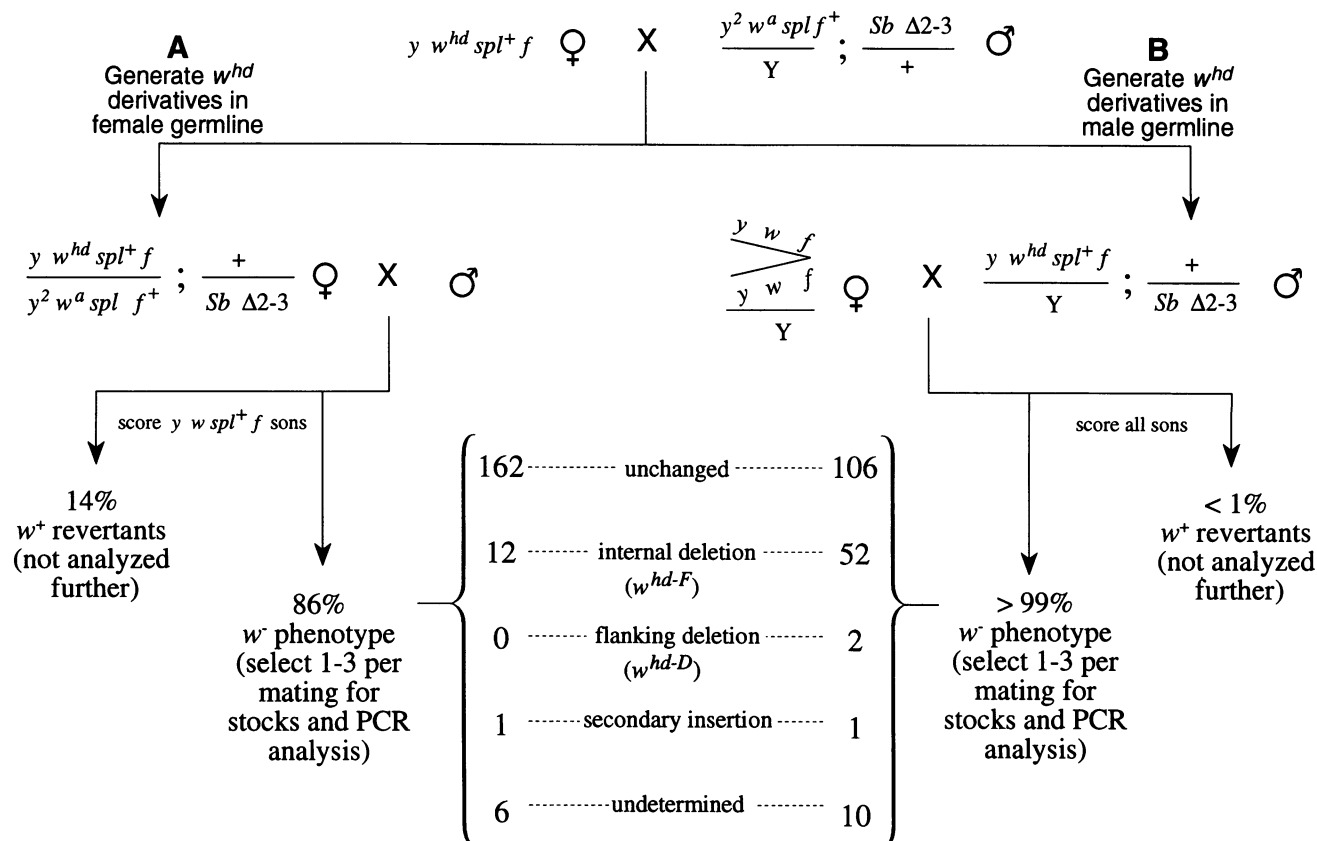 A
Generate w^hd
derivatives in
female germline
y w^hd spl^+ f ♀ X y^2 w^a spl f^+ / Y ; Sb Δ2-3 / + ♂
B
Generate w^hd
derivatives in
male germline
y w^hd spl^+ f / y^2 w^a spl f^+ ; + / Sb Δ2-3 ♀ X ♂
y w f
y w f
Y
♀ X y w^hd spl^+ f / Y ; + / Sb Δ2-3 ♂
score y w spl^+ f sons
score all sons
14%
w^+ revertants
(not analyzed
further)
86%
w^- phenotype
(select 1-3 per
mating for
stocks and PCR
analysis)
162 unchanged 106
12 internal deletion 52
(w^hd-F)
0 flanking deletion 2
(w^hd-D)
1 secondary insertion 1
6 undetermined 10
> 99%
w^- phenotype
(select 1-3 per
mating for
stocks and PCR
analysis)
< 1%
w^+ revertants
(not analyzed
further)